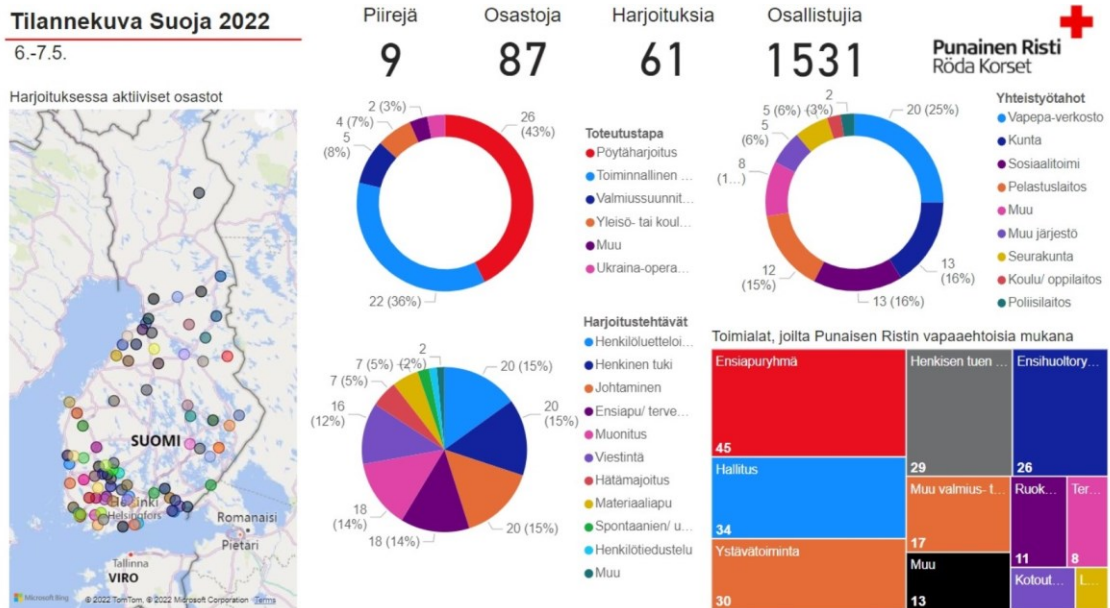 Tilannekuva Suoja 2022
6.-7.5.
Piirejä
9
Osastoja
87
Harjoituksia
61
Osallistujia
1531
Punainen Risti
Röda Korset
Harjoituksessa aktiiviset osastot
SUOMI
Helsinki
Helsingfors
Romanaisi
Pietari
Tallinna
VIRO
Microsoft Bing
© 2022 TomTom, © 2022 Microsoft Corporation Terms
2 (3%)
4 (7%)
5
(8%)
26
(43%)
22 (36%)
Toteutustapa
Pöytäharjoitus
Toiminnallinen ...
Valmiussuunnit...
Yleisö- tai koul...
Muu
Ukraina-opera...
2
5 (6%)
(3%)
5
(6%)
8
(1...)
12
(15%)
13 (16%)
13
(16%)
20 (25%)
Yhteistyötahot
Vapepa-verkosto
Kunta
Sosiaalitoimi
Pelastuslaitos
Muu
Muu järjestö
Seurakunta
Koulu/ oppilaitos
Poliisilaitos
2
7 (5%)
(2%)
7 (5%)
16
(12%)
18
(14%)
18 (14%)
20 (15%)
20
(15%)
20 (15%)
Harjoitustehtävät
Henkilöluetteloi...
Henkinen tuki
Johtaminen
Ensiapu/ terve...
Muonitus
Viestintä
Hätämajoitus
Materiaaliapu
Spontaanien/ u...
Henkilötiedustelu
Muu
Toimialat, joilta Punaisen Ristin vapaaehtoisia mukana
Ensiapuryhmä
45
Hallitus
34
Ystävätoiminta
30
Henkisen tuen ...
29
Muu valmius- t...
17
Muu
13
Ensihuoltory...
26
Ruok...
11
Ter...
8
Kotout...
L...